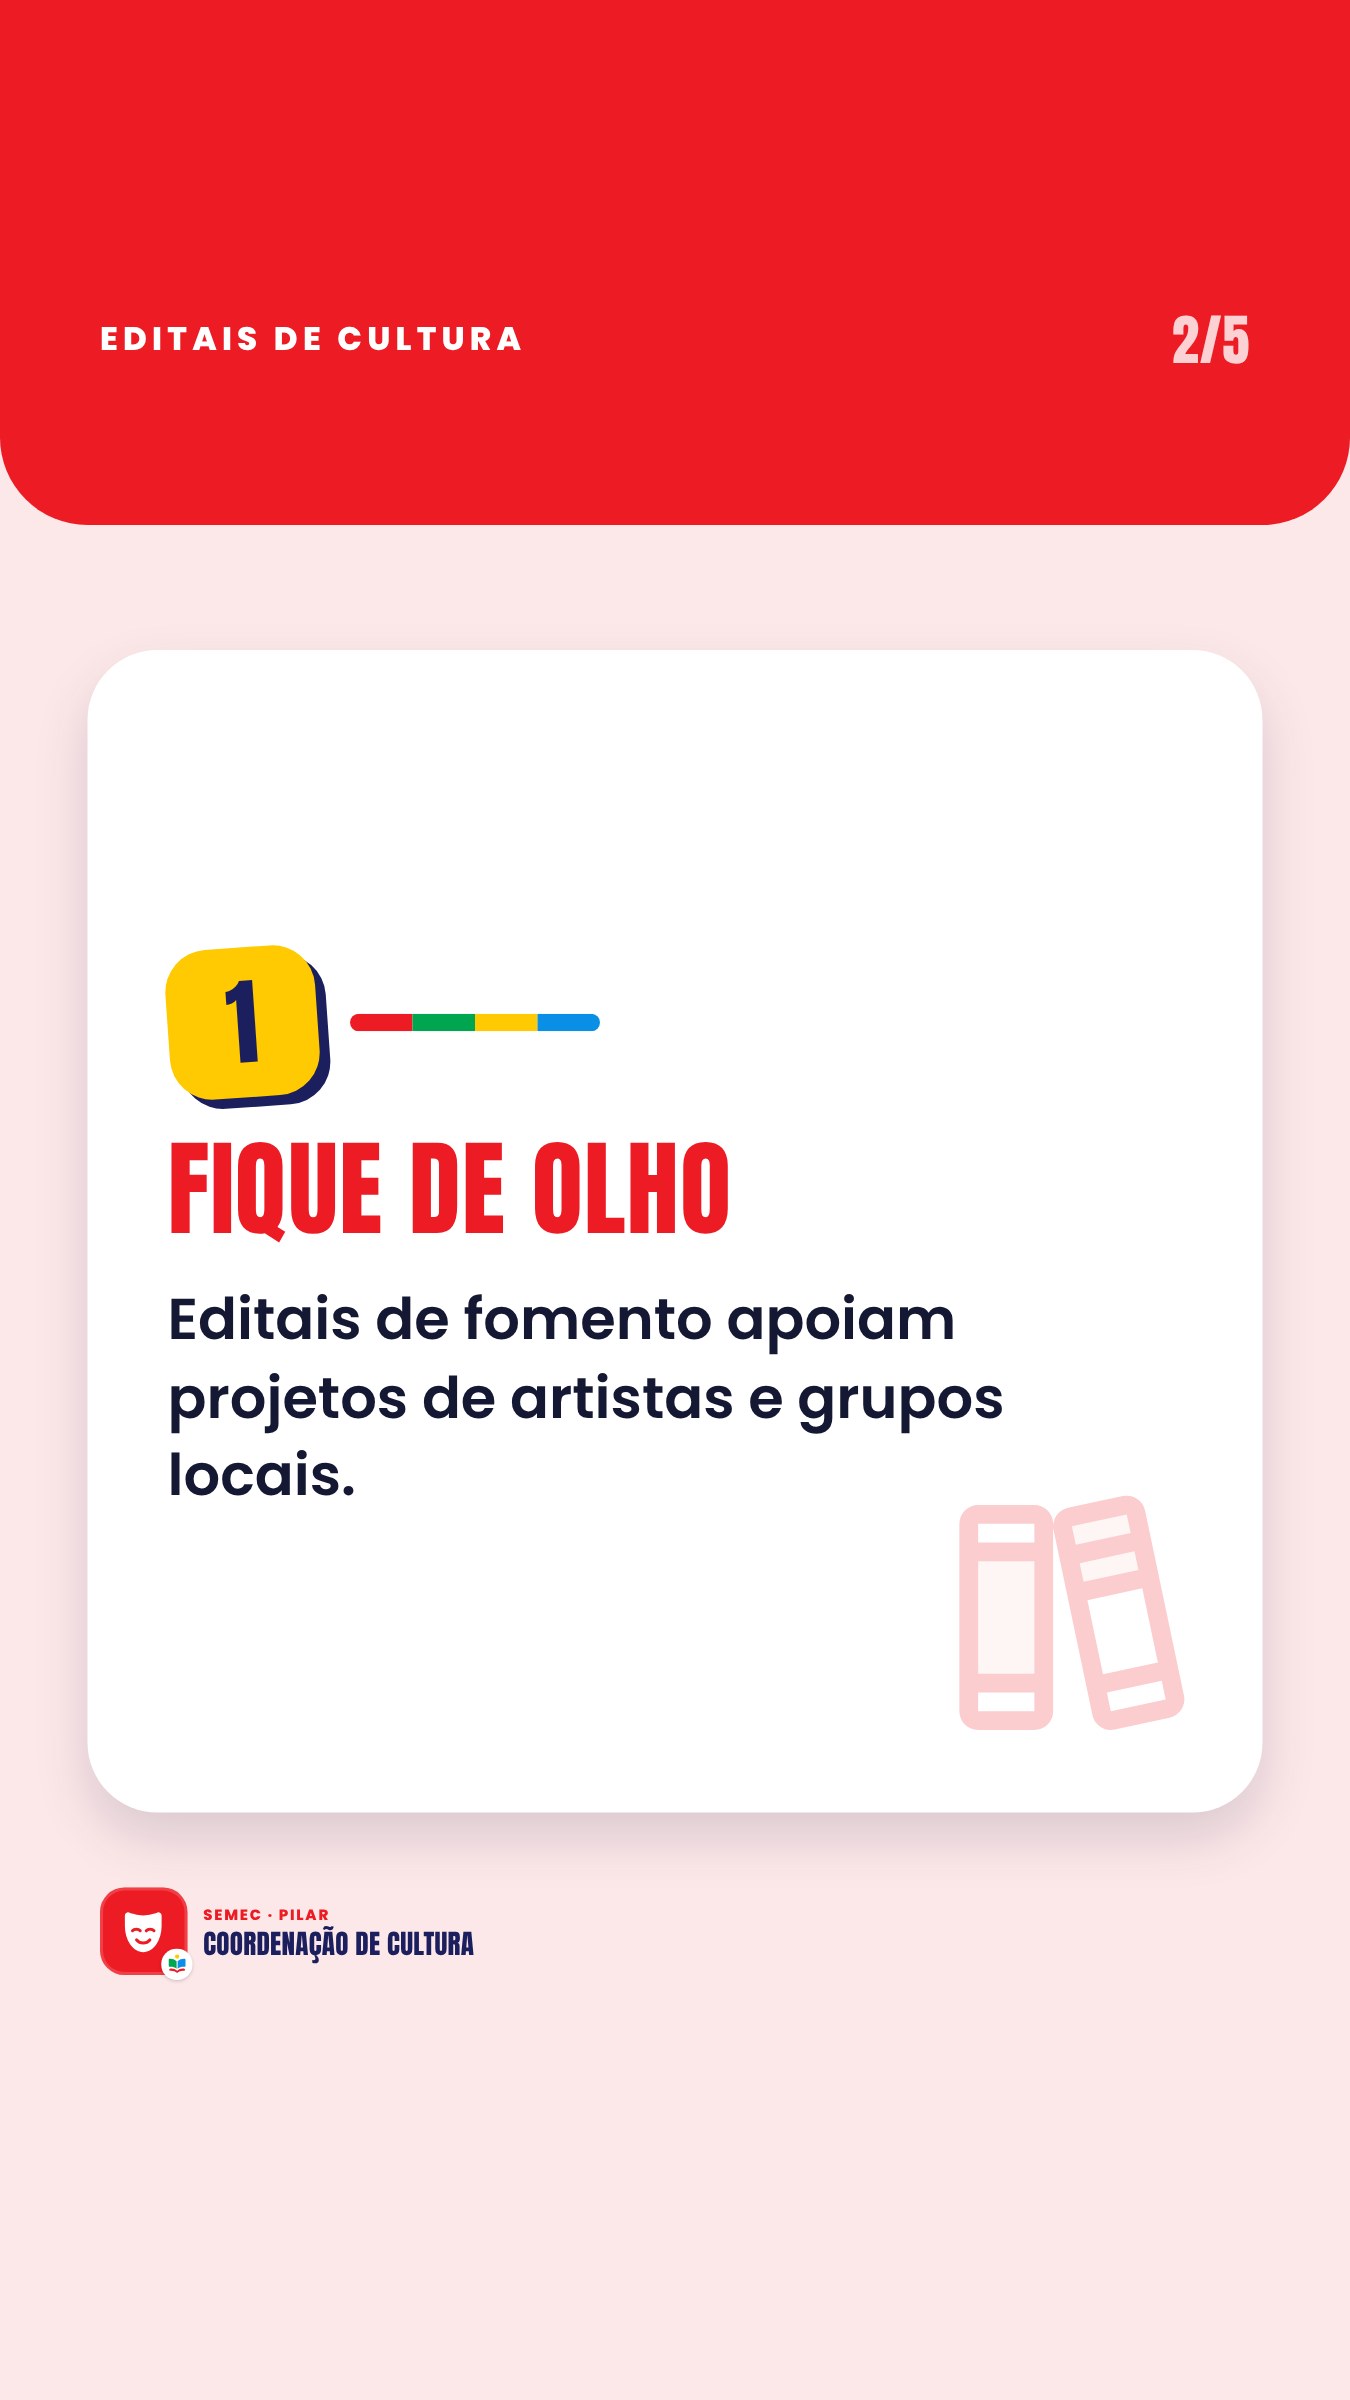 EDITAIS DE CULTURA
2/5
1
FIQUE DE OLHO
Editais de fomento apoiam
projetos de artistas e grupos
locais.
SEMEC · PILAR
COORDENAÇÃO DE CULTURA